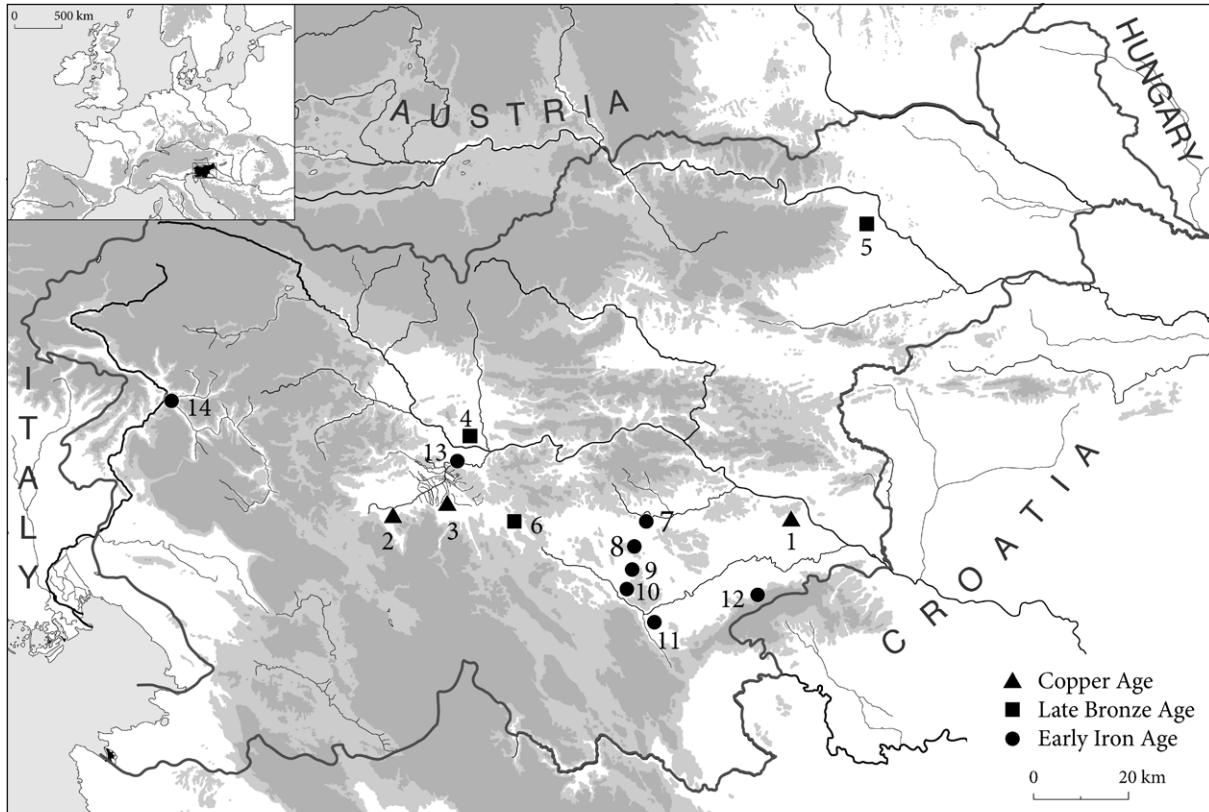 0 500 km
AUSTRIA
HUNGARY
ITALY
CROATIA
5
14
4
13
2
3
6
7
1
8
9
10
12
11
Copper Age
Late Bronze Age
Early Iron Age
0 20 km